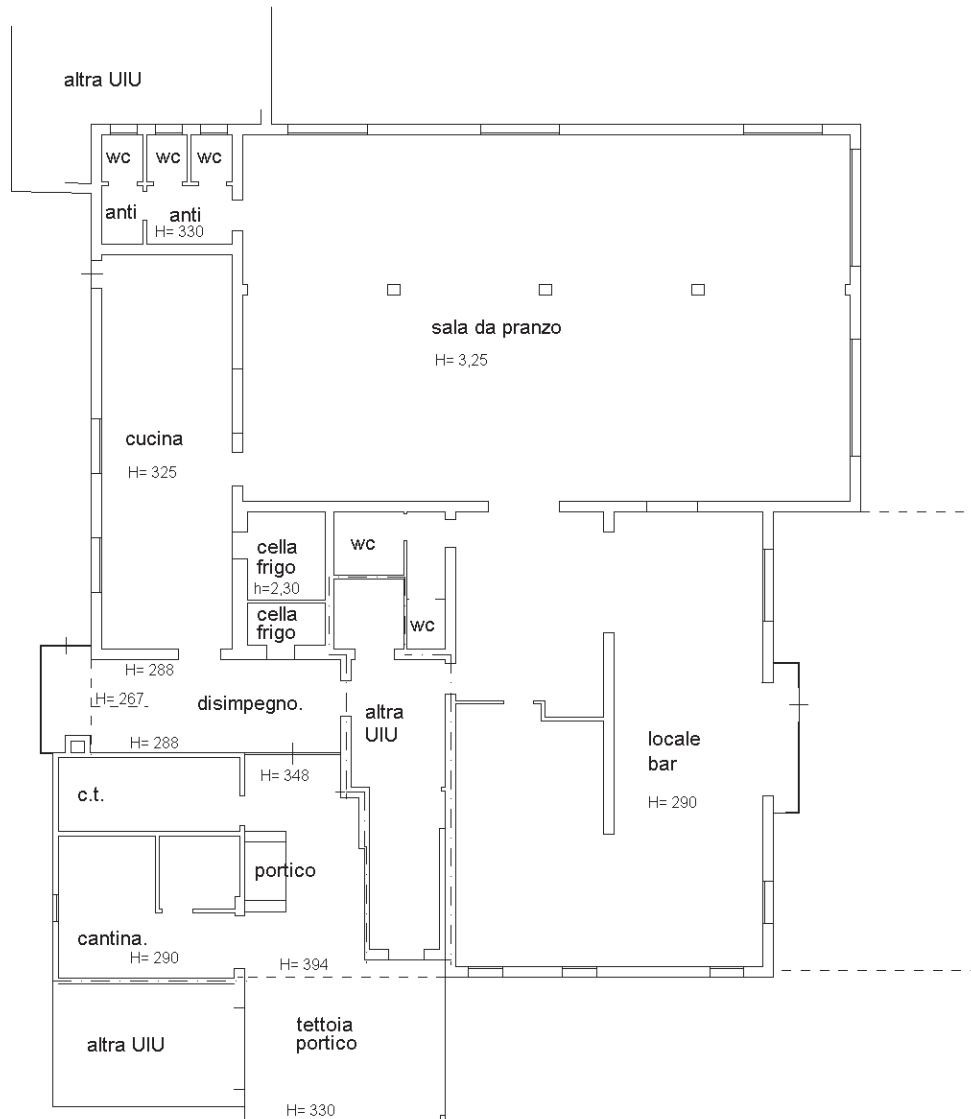 altra UIU
wc
wc
wc
anti
anti
H= 330
sala da pranzo
H= 3,25
cucina
H= 325
cella
frigo
h=2,30
wc
cella
frigo
wc
H= 288
H= 267
disimpegno.
H= 288
altra
UIU
locale
bar
H= 290
H= 348
c.t.
portico
cantina.
H= 290
H= 394
tettoia
portico
altra UIU
H= 330